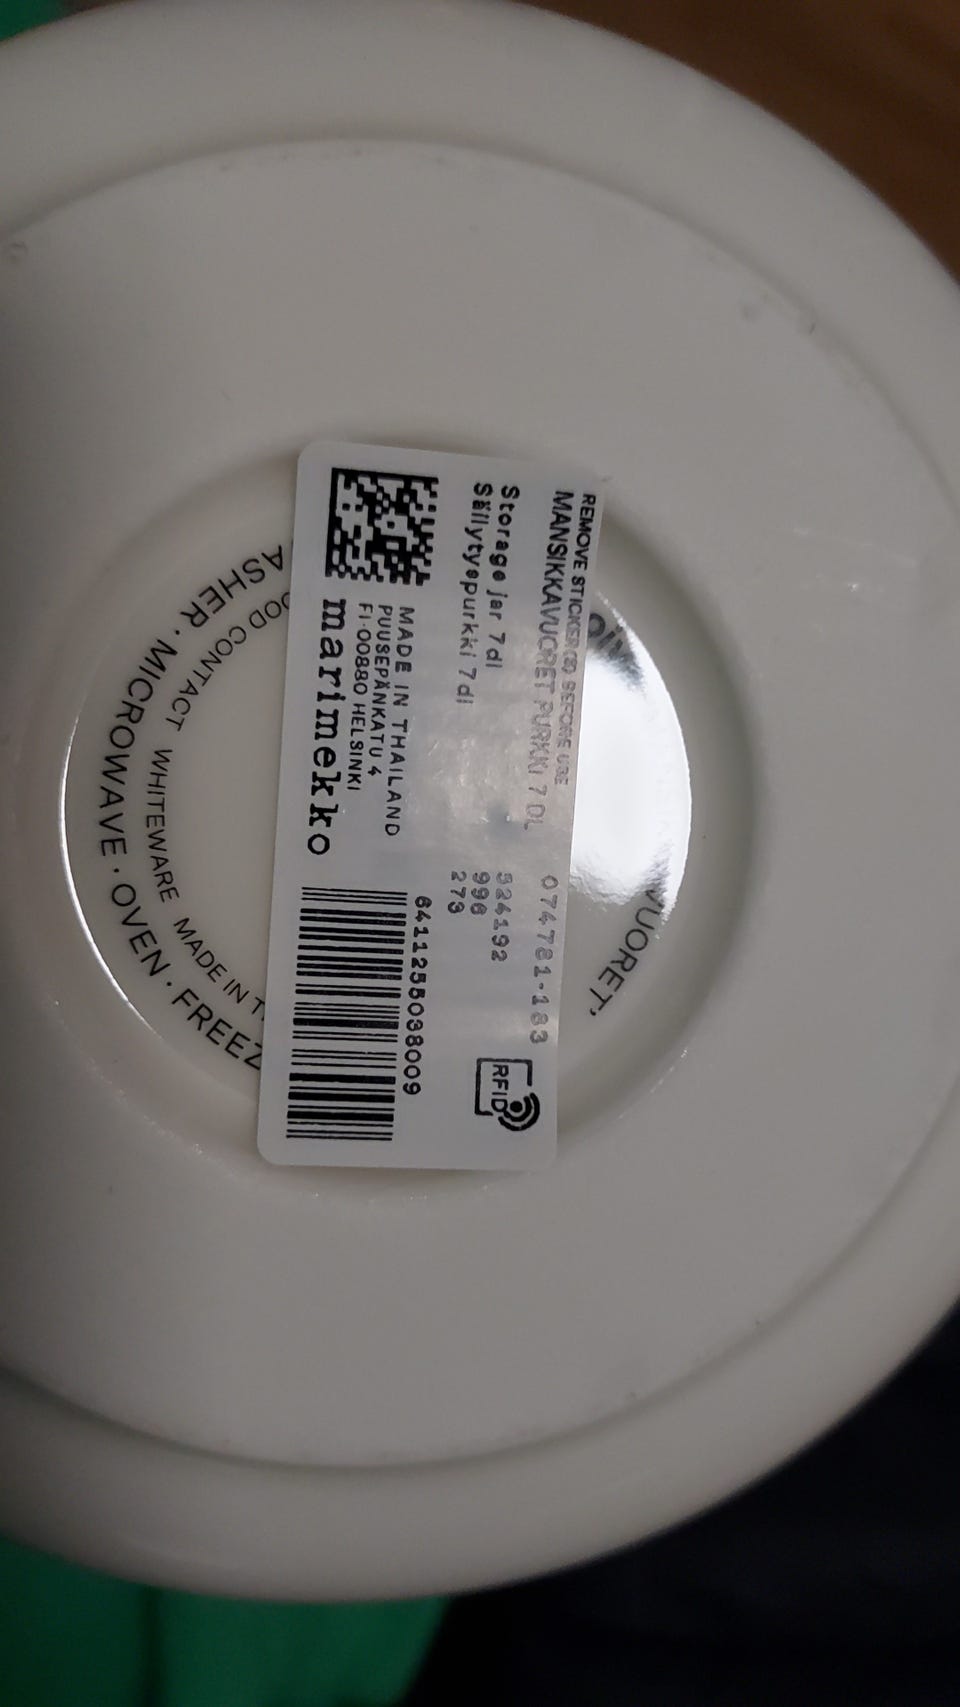 REMOVE STICKER(S) BEFORE USE
MANSIKKAVUORET PURKKI 7 DL 074781-183
Storage jar 7dl 524192
Säilytyspurkki 7dl 996
273
RFID
6411255038009
MADE IN THAILAND
PUUSEPÄNKATU 4
FI-00880 HELSINKI
marimekko
VUORET'
ASHER · MICROWAVE · OVEN · FREEZ
OOD CONTACT WHITEWARE MADE IN T